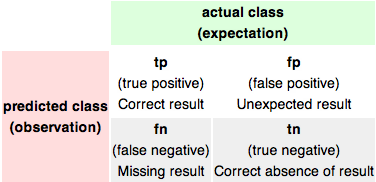 actual class
(expectation)
predicted class
(observation)
tp
(true positive)
Correct result
fp
(false positive)
Unexpected result
fn
(false negative)
Missing result
tn
(true negative)
Correct absence of result